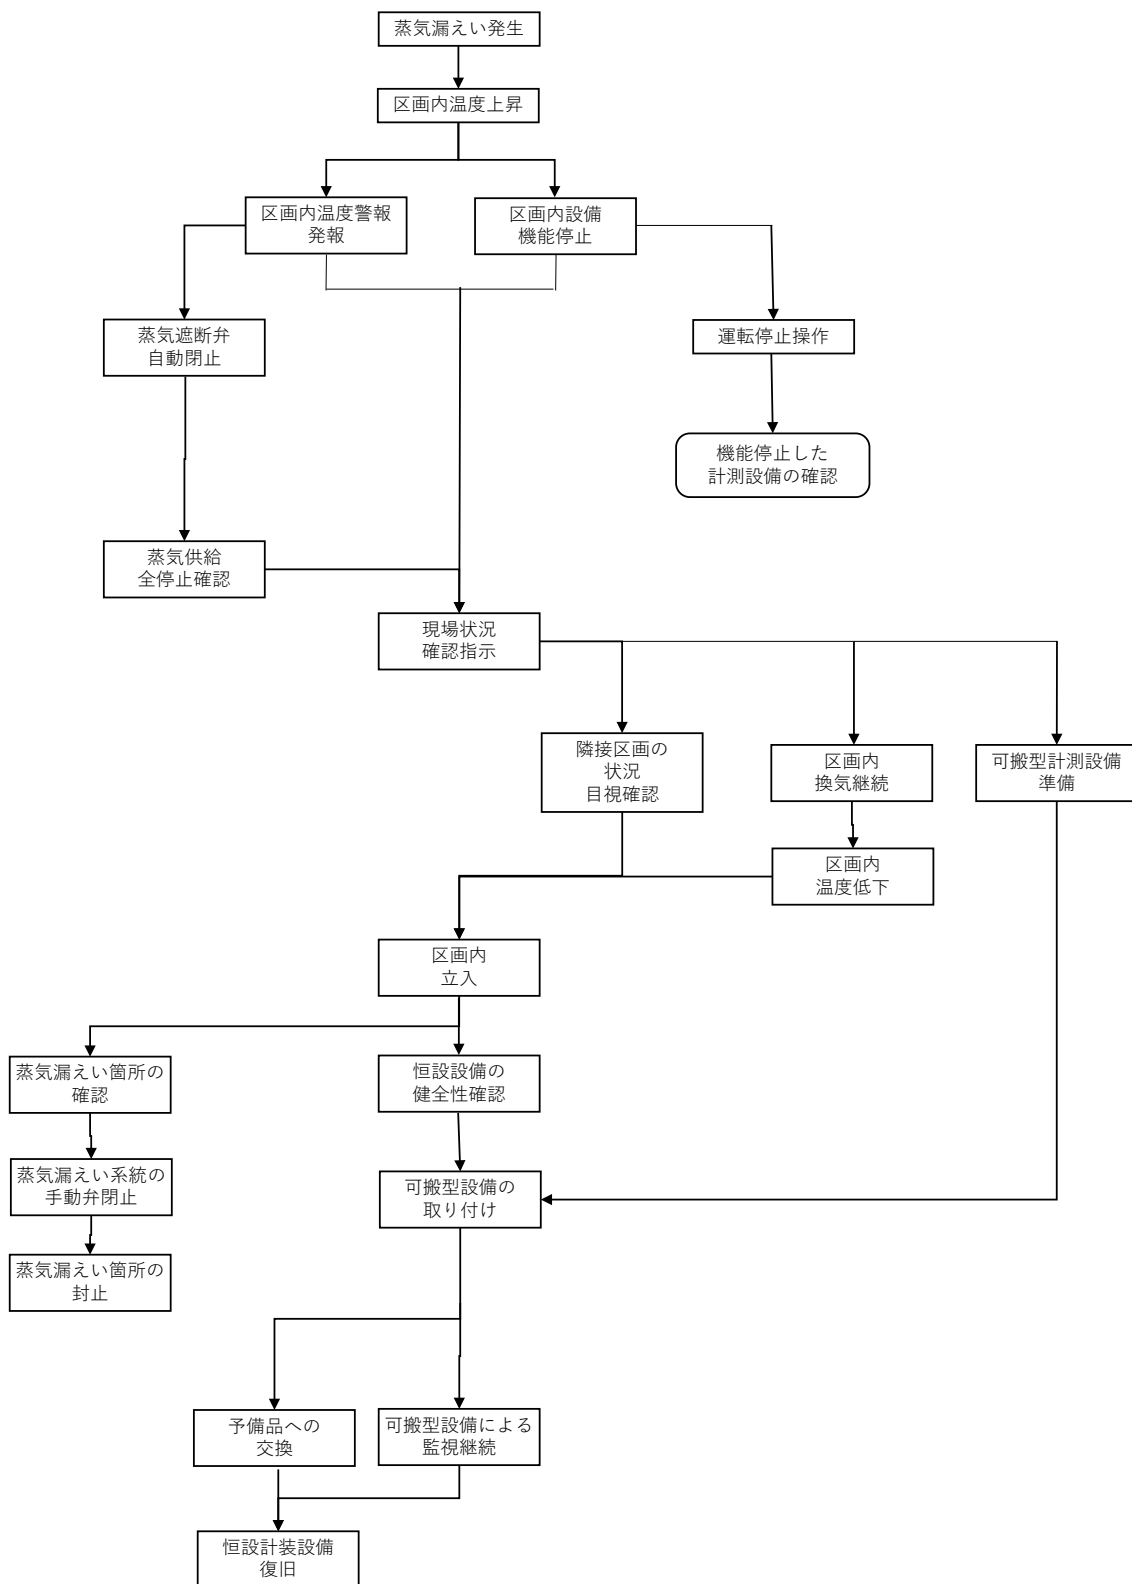 蒸気漏えい発生
区画内温度上昇
区画内温度警報
発報
区画内設備
機能停止
蒸気遮断弁
自動閉止
運転停止操作
機能停止した
計測設備の確認
蒸気供給
全停止確認
現場状況
確認指示
隣接区画の
状況
目視確認
区画内
換気継続
可搬型計測設備
準備
区画内
温度低下
区画内
立入
蒸気漏えい箇所の
確認
恒設設備の
健全性確認
蒸気漏えい系統の
手動弁閉止
可搬型設備の
取り付け
蒸気漏えい箇所の
封止
予備品への
交換
可搬型設備による
監視継続
恒設計装設備
復旧